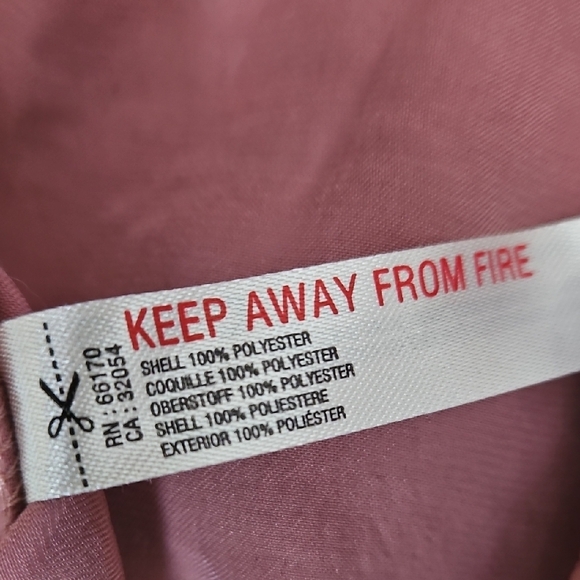 KEEP AWAY FROM FIRE
RN : 66170
CA : 32054
SHELL 100% POLYESTER
COQUILLE 100% POLYESTER
OBERSTOFF 100% POLYESTER
SHELL 100% POLIESTERE
EXTERIOR 100% POLIÉSTER